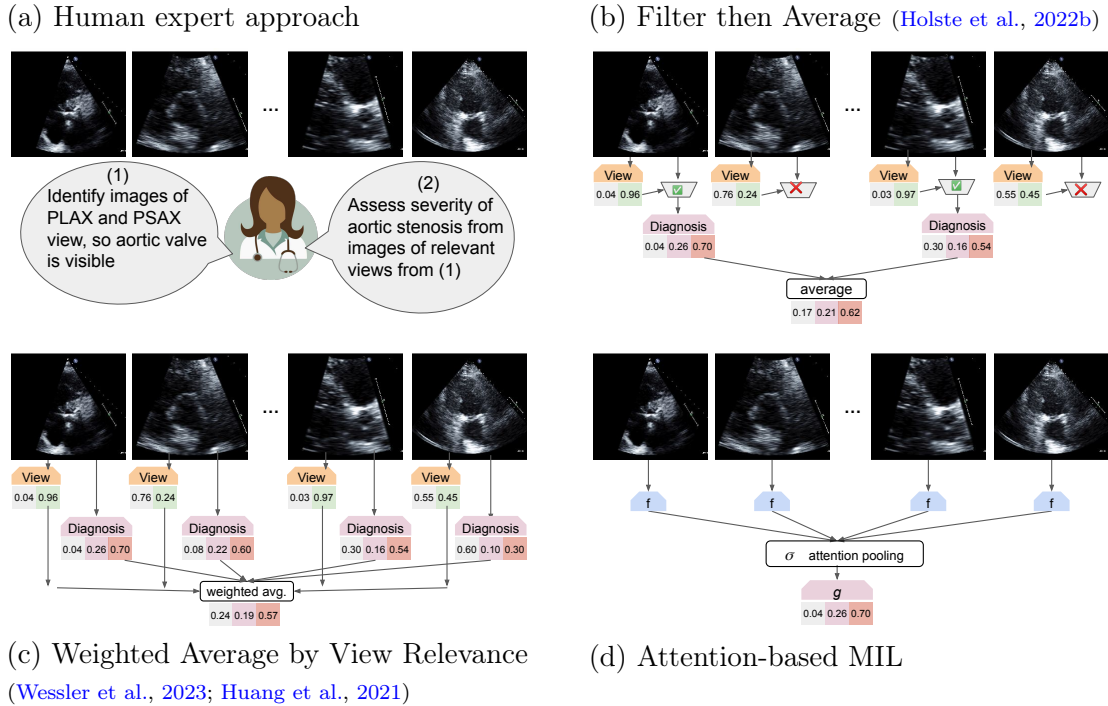 (a) Human expert approach
...
(1)
Identify images of
PLAX and PSAX
view, so aortic valve
is visible
(2)
Assess severity of
aortic stenosis from
images of relevant
views from (1)
(b) Filter then Average (Holste et al., 2022b)
...
View
0.04 0.96
View
0.76 0.24
View
0.03 0.97
View
0.55 0.45
Diagnosis
0.04 0.26 0.70
Diagnosis
0.30 0.16 0.54
average
0.17 0.21 0.62
...
View
0.04 0.96
View
0.76 0.24
View
0.03 0.97
View
0.55 0.45
Diagnosis
0.04 0.26 0.70
Diagnosis
0.08 0.22 0.60
Diagnosis
0.30 0.16 0.54
Diagnosis
0.60 0.10 0.30
weighted avg.
0.24 0.19 0.57
(c) Weighted Average by View Relevance
(Wessler et al., 2023; Huang et al., 2021)
...
f
f
f
f
σ attention pooling
g
0.04 0.26 0.70
(d) Attention-based MIL